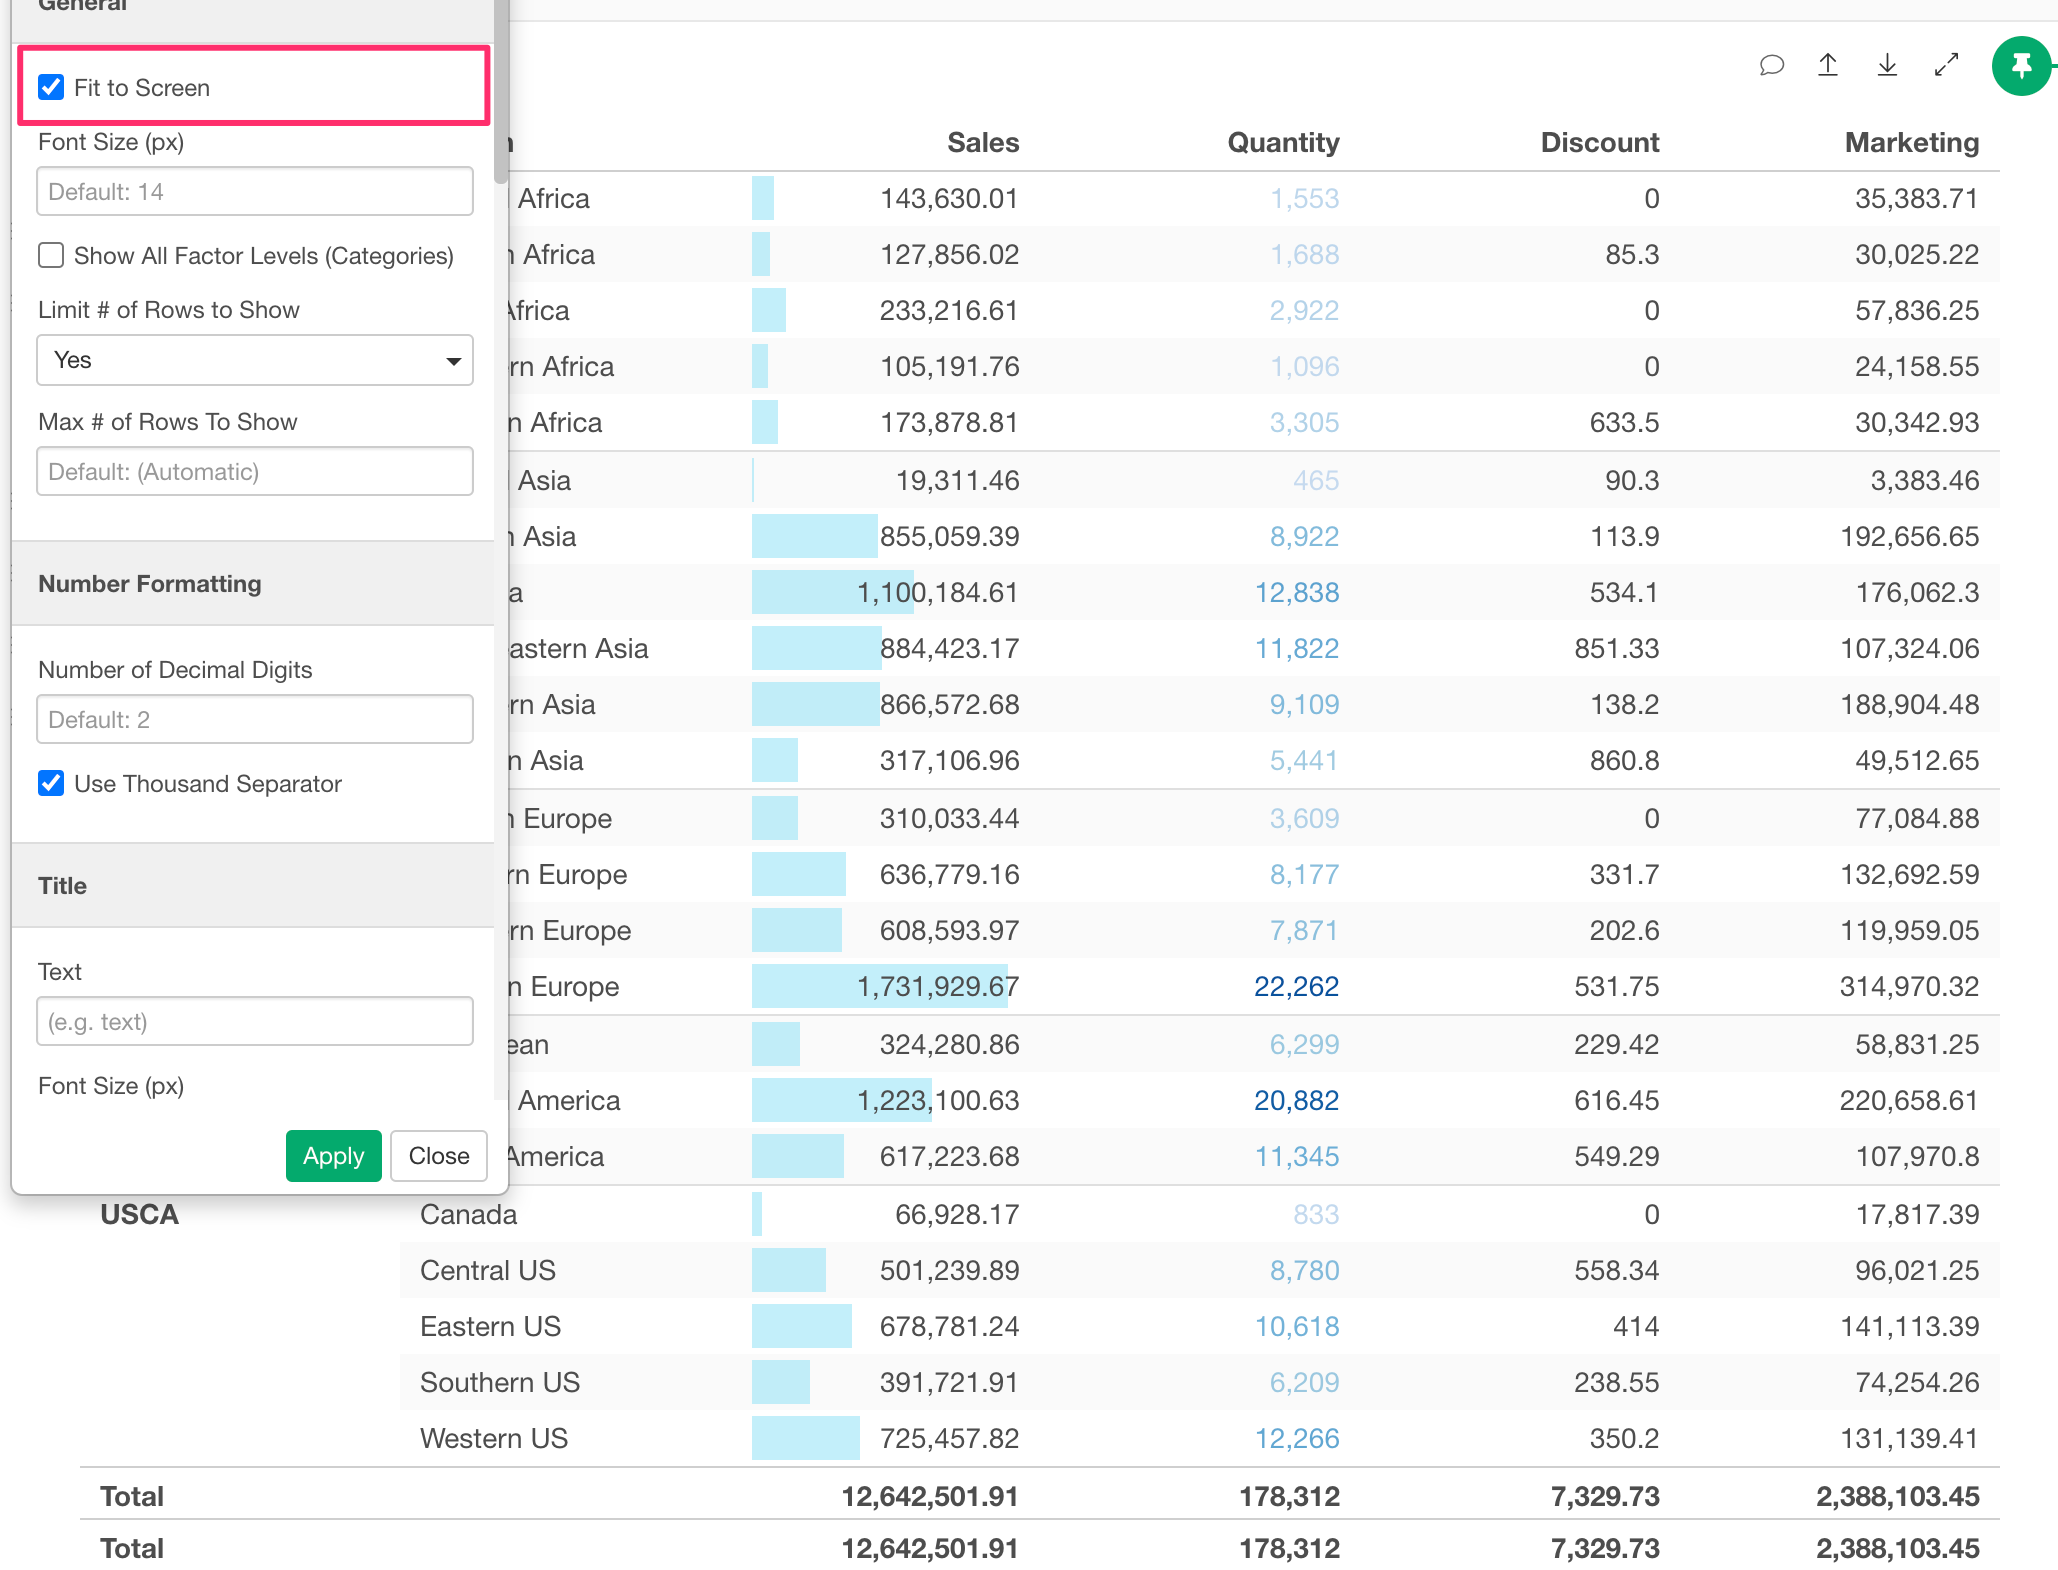 General
Fit to Screen
Font Size (px)
Default: 14
Show All Factor Levels (Categories)
Limit # of Rows to Show
Yes
Max # of Rows To Show
Default: (Automatic)
Number Formatting
Number of Decimal Digits
Default: 2
Use Thousand Separator
Title
Text
(e.g. text)
Font Size (px)
Apply Close
Sales Quantity Discount Marketing
Africa 143,630.01 1,553 0 35,383.71
Africa 127,856.02 1,688 85.3 30,025.22
Africa 233,216.61 2,922 0 57,836.25
rn Africa 105,191.76 1,096 0 24,158.55
n Africa 173,878.81 3,305 633.5 30,342.93
Asia 19,311.46 465 90.3 3,383.46
Asia 855,059.39 8,922 113.9 192,656.65
a 1,100,184.61 12,838 534.1 176,062.3
astern Asia 884,423.17 11,822 851.33 107,324.06
rn Asia 866,572.68 9,109 138.2 188,904.48
n Asia 317,106.96 5,441 860.8 49,512.65
Europe 310,033.44 3,609 0 77,084.88
rn Europe 636,779.16 8,177 331.7 132,692.59
rn Europe 608,593.97 7,871 202.6 119,959.05
n Europe 1,731,929.67 22,262 531.75 314,970.32
ean 324,280.86 6,299 229.42 58,831.25
America 1,223,100.63 20,882 616.45 220,658.61
America 617,223.68 11,345 549.29 107,970.8
USCA Canada 66,928.17 833 0 17,817.39
Central US 501,239.89 8,780 558.34 96,021.25
Eastern US 678,781.24 10,618 414 141,113.39
Southern US 391,721.91 6,209 238.55 74,254.26
Western US 725,457.82 12,266 350.2 131,139.41
Total 12,642,501.91 178,312 7,329.73 2,388,103.45
Total 12,642,501.91 178,312 7,329.73 2,388,103.45